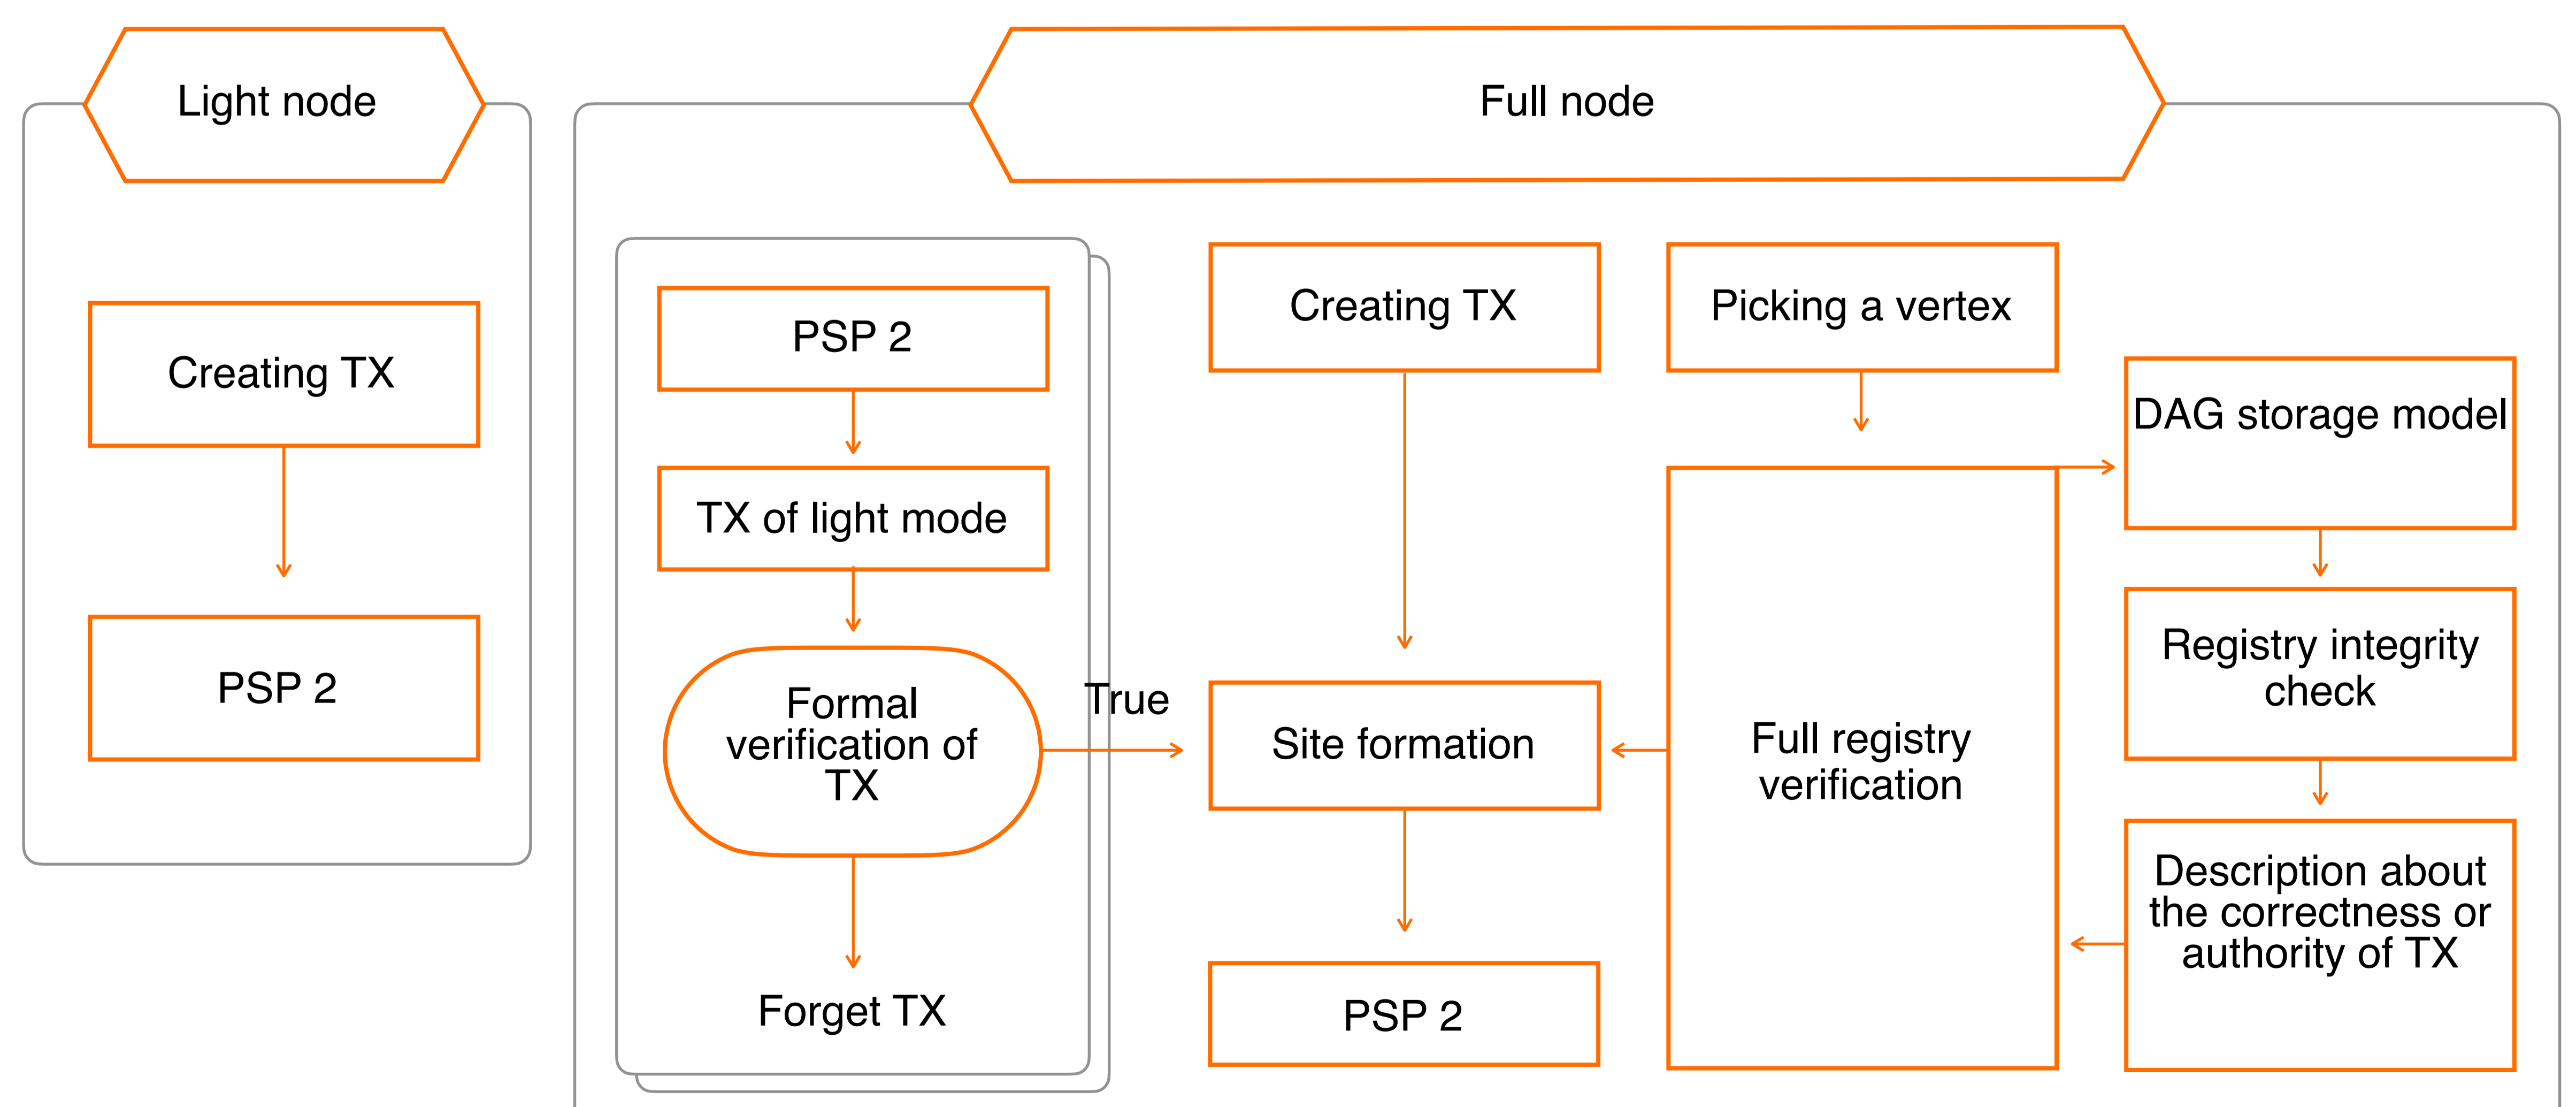 Light node
Creating TX
PSP 2
Full node
PSP 2
TX of light mode
Formal
verification of
TX
True
Forget TX
Creating TX
Site formation
PSP 2
Picking a vertex
Full registry
verification
DAG storage model
Registry integrity
check
Description about
the correctness or
authority of TX